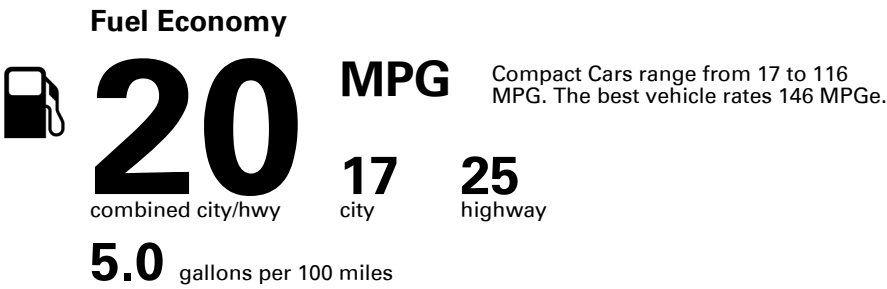 Fuel Economy
20 MPG
Compact Cars range from 17 to 116
MPG. The best vehicle rates 146 MPGe.
combined city/hwy
17
city
25
highway
5.0 gallons per 100 miles